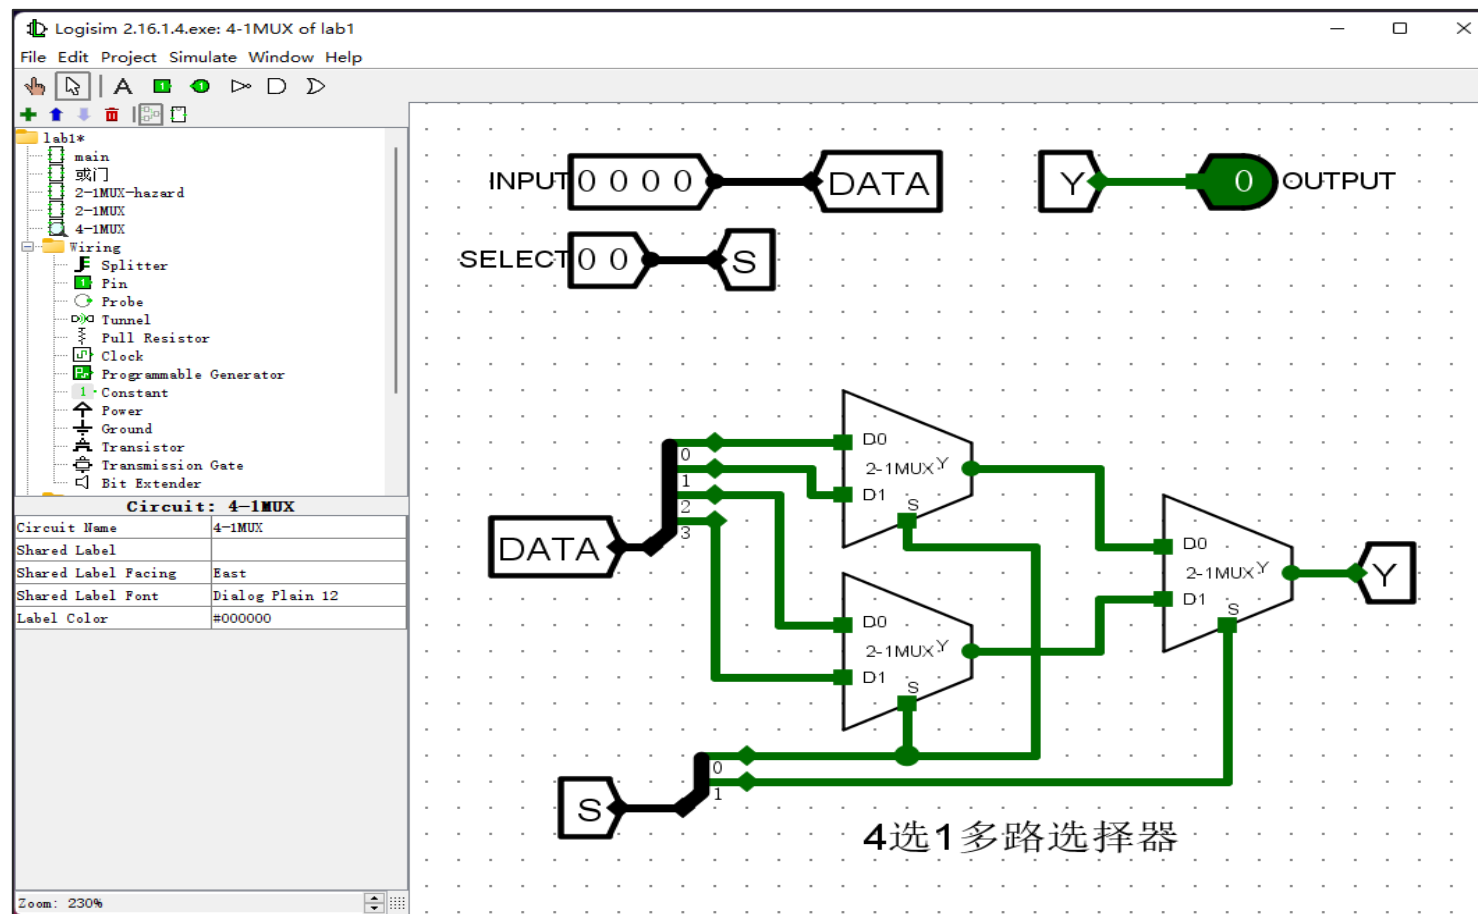 Logisim 2.16.1.4.exe: 4-1MUX of lab1
File Edit Project Simulate Window Help
lab1*
main
或门
2-1MUX-hazard
2-1MUX
4-1MUX
Wiring
Splitter
Pin
Probe
Tunnel
Pull Resistor
Clock
Programmable Generator
Constant
Power
Ground
Transistor
Transmission Gate
Bit Extender
Circuit: 4-1MUX
Circuit Name 4-1MUX
Shared Label
Shared Label Facing East
Shared Label Font Dialog Plain 12
Label Color #000000
Zoom: 230%
INPUT 0 0 0 0 DATA
Y 0 OUTPUT
SELECT 0 0 S
DATA
0
1
2
3
D0
2-1MUX Y
D1
S
D0
2-1MUX Y
D1
S
D0
2-1MUX Y
D1
S
Y
S
0
1
4选1多路选择器